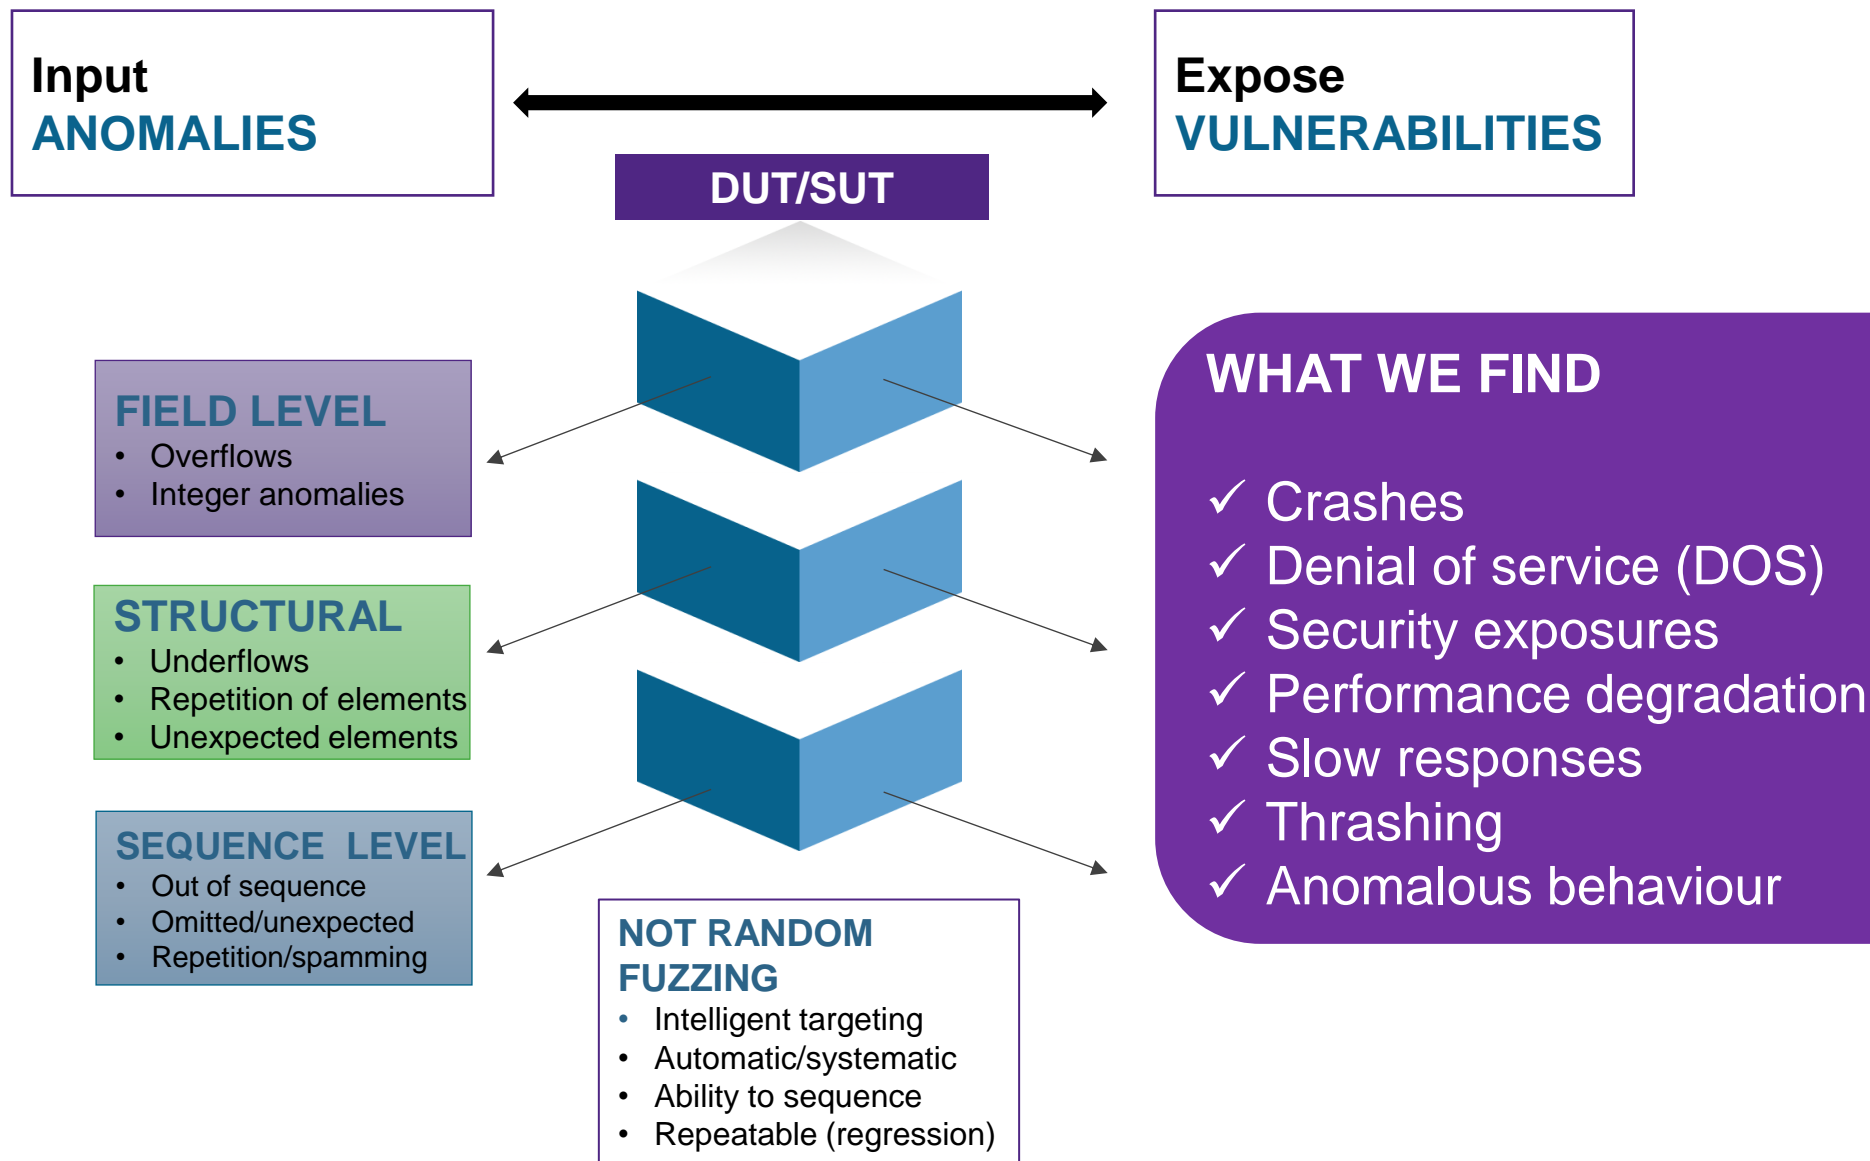 Input
ANOMALIES
Expose
VULNERABILITIES
DUT/SUT
FIELD LEVEL
• Overflows
• Integer anomalies
STRUCTURAL
• Underflows
• Repetition of elements
• Unexpected elements
SEQUENCE LEVEL
• Out of sequence
• Omitted/unexpected
• Repetition/spamming
NOT RANDOM
FUZZING
• Intelligent targeting
• Automatic/systematic
• Ability to sequence
• Repeatable (regression)
WHAT WE FIND
✓ Crashes
✓ Denial of service (DOS)
✓ Security exposures
✓ Performance degradation
✓ Slow responses
✓ Thrashing
✓ Anomalous behaviour